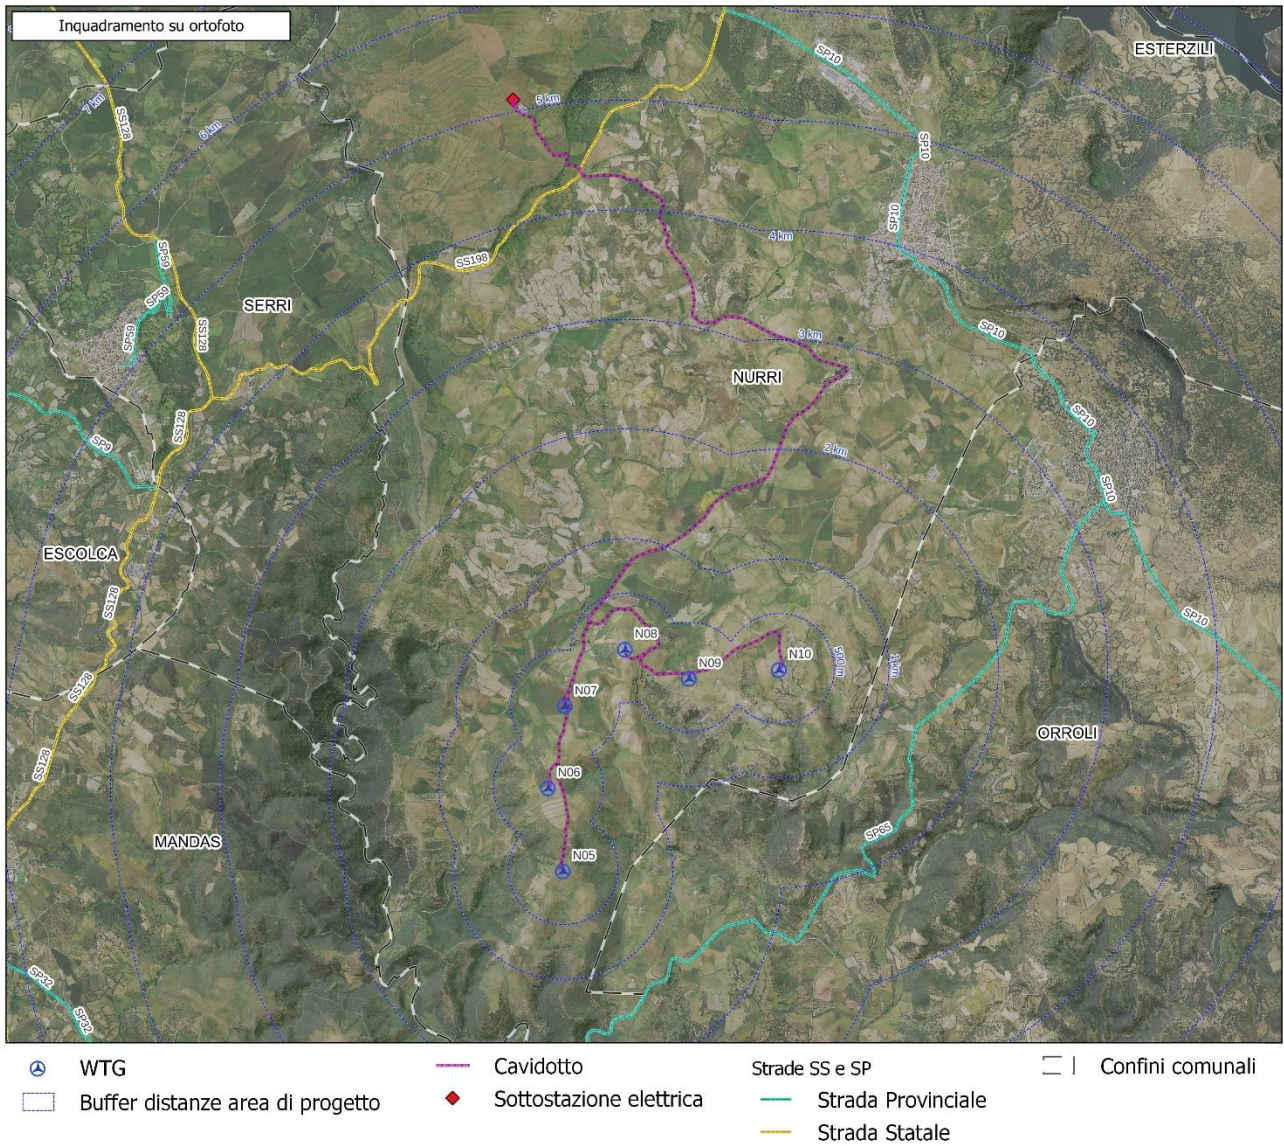 Inquadramento su ortofoto
ESTERZILI
SP10
5 km
7 km
SS128
6 km
SP10
SP10
4 km
SP59
SS198
SP59
SERRI
SP59
SS128
3 km
SP10
NURRI
SP10
SS128
SP9
2 km
SP10
ESCOLCA
SS128
SP10
N08
N09
N10
500 m
1 km
SS128
N07
ORROLI
SS128
N06
MANDAS
SP65
N05
SP32
SP32
WTG
Buffer distanze area di progetto
Cavidotto
Sottostazione elettrica
Strade SS e SP
Strada Provinciale
Strada Statale
Confini comunali